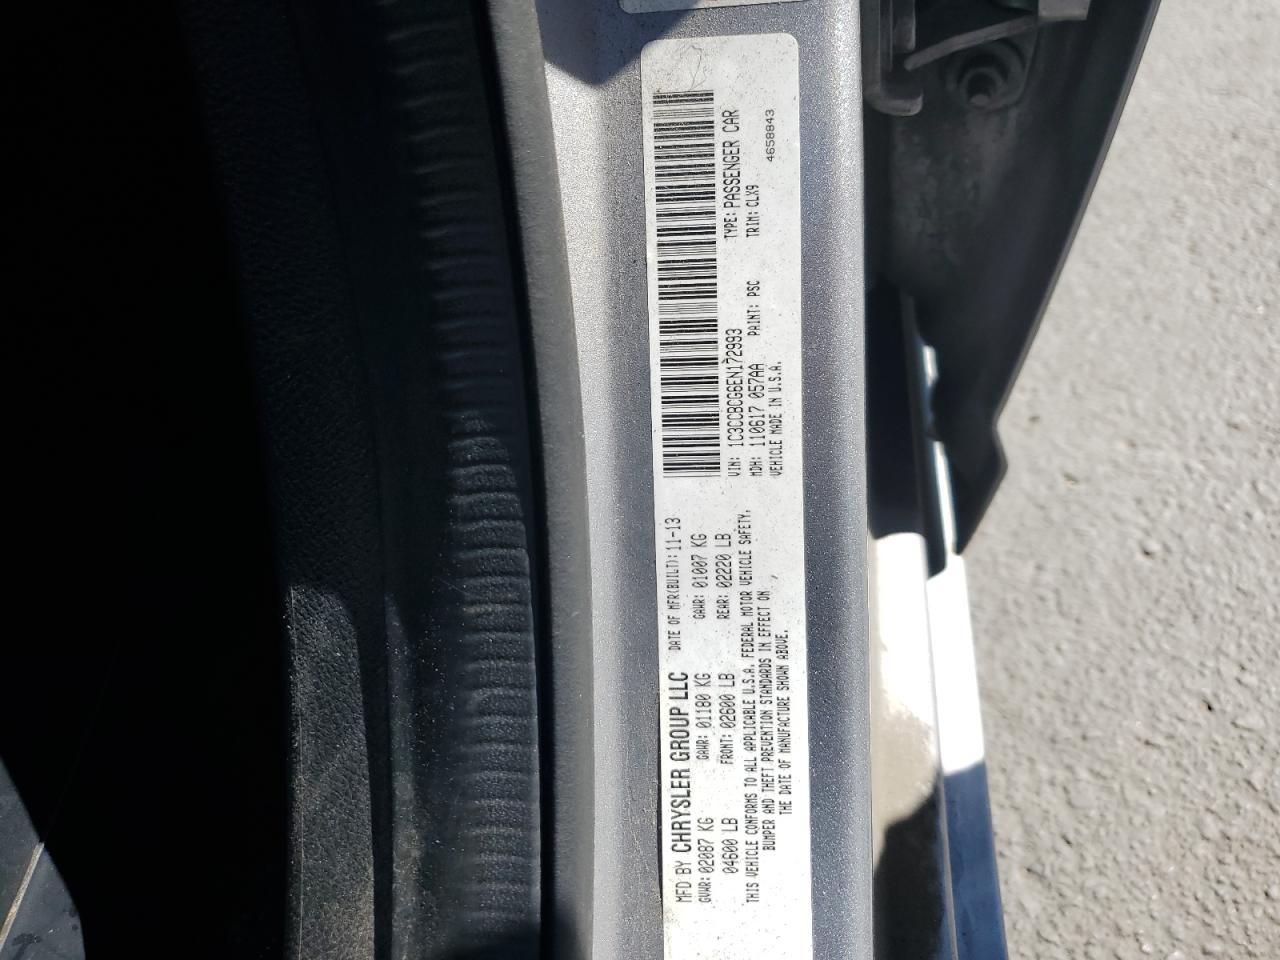 MFD BY CHRYSLER GROUP LLC DATE OF MFR(BUILT): 11-13
GVWR: 02087 KG GAWR: 01180 KG GAWR: 01007 KG
04600 LB FRONT: 02600 LB REAR: 02220 LB
THIS VEHICLE CONFORMS TO ALL APPLICABLE U.S.A. FEDERAL MOTOR VEHICLE SAFETY,
BUMPER AND THEFT PREVENTION STANDARDS IN EFFECT ON
THE DATE OF MANUFACTURE SHOWN ABOVE.
VIN: 1C3CCBCG6EN172993 TYPE: PASSENGER CAR
MDH: 110617 057AA PAINT: PSC TRIM: CLX9
VEHICLE MADE IN U.S.A. 4658843